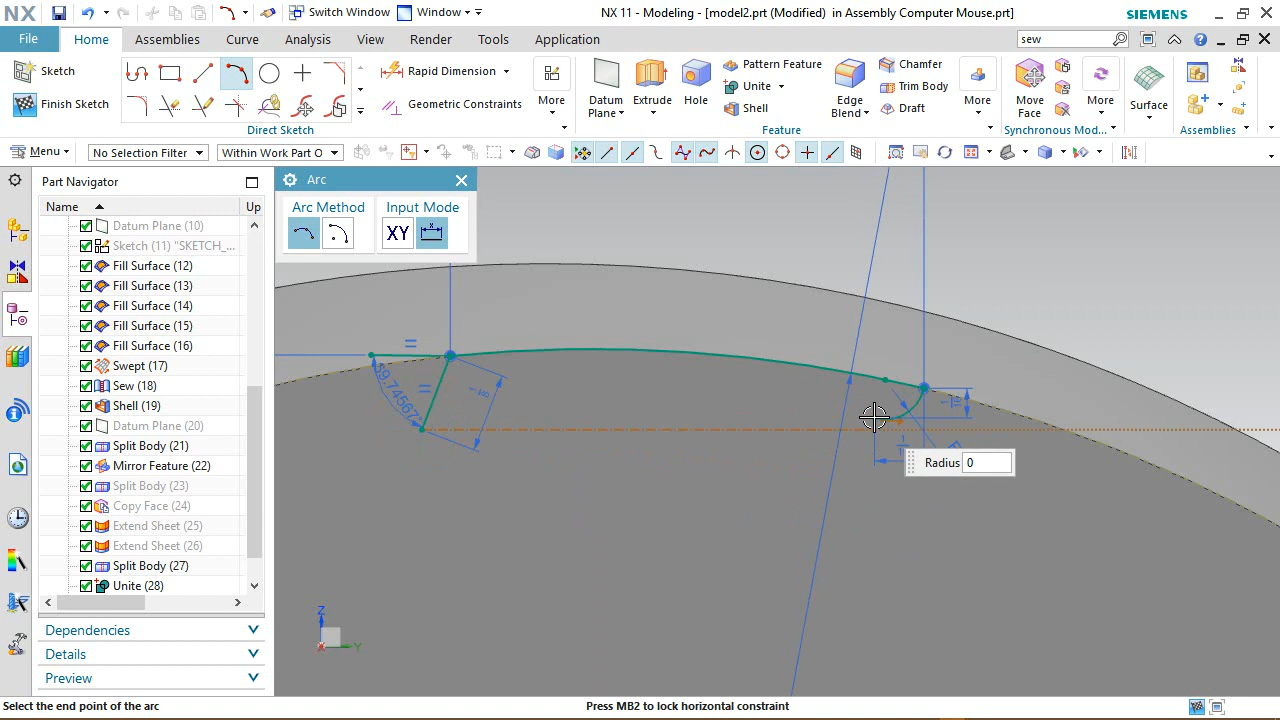 NX
Switch Window
Window
NX 11 - Modeling - [model2.prt (Modified) in Assembly Computer Mouse.prt]
SIEMENS
File
Home
Assemblies
Curve
Analysis
View
Render
Tools
Application
sew
Sketch
Finish Sketch
Direct Sketch
Rapid Dimension
Geometric Constraints
More
Datum Plane
Extrude
Hole
Pattern Feature
Unite
Shell
Edge Blend
Chamfer
Trim Body
Draft
More
Feature
Move Face
More
Synchronous Mod...
Surface
Assemblies
Menu
No Selection Filter
Within Work Part O
Part Navigator
Name
Up
Datum Plane (10)
Sketch (11) "SKETCH_...
Fill Surface (12)
Fill Surface (13)
Fill Surface (14)
Fill Surface (15)
Fill Surface (16)
Swept (17)
Sew (18)
Shell (19)
Datum Plane (20)
Split Body (21)
Mirror Feature (22)
Split Body (23)
Copy Face (24)
Extend Sheet (25)
Extend Sheet (26)
Split Body (27)
Unite (28)
Dependencies
Details
Preview
Arc
Arc Method
Input Mode
XY
Radius 0
Z
Y
X
Select the end point of the arc
Press MB2 to lock horizontal constraint